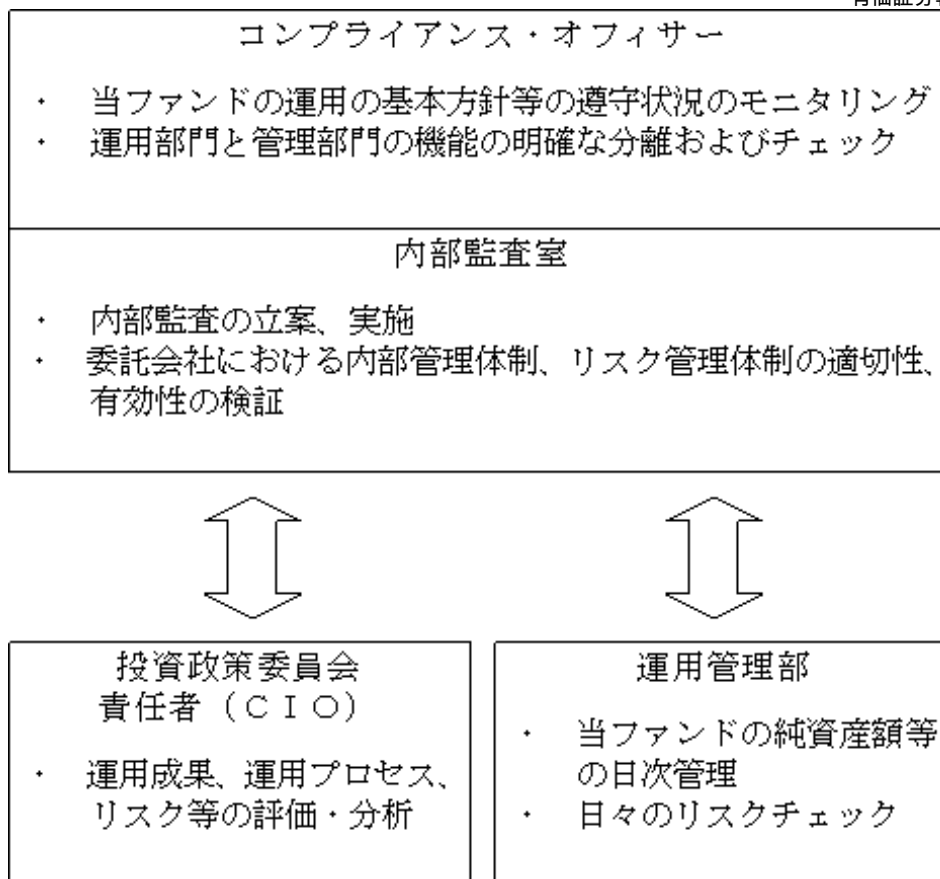 コンプライアンス・オフィサー
・ 当ファンドの運用の基本方針等の遵守状況のモニタリング
・ 運用部門と管理部門の機能の明確な分離およびチェック
内部監査室
・ 内部監査の立案、実施
・ 委託会社における内部管理体制、リスク管理体制の適切性、
有効性の検証
投資政策委員会
責任者（ＣＩＯ）
・ 運用成果、運用プロセス、
リスク等の評価・分析
運用管理部
・ 当ファンドの純資産額等
の日次管理
・ 日々のリスクチェック